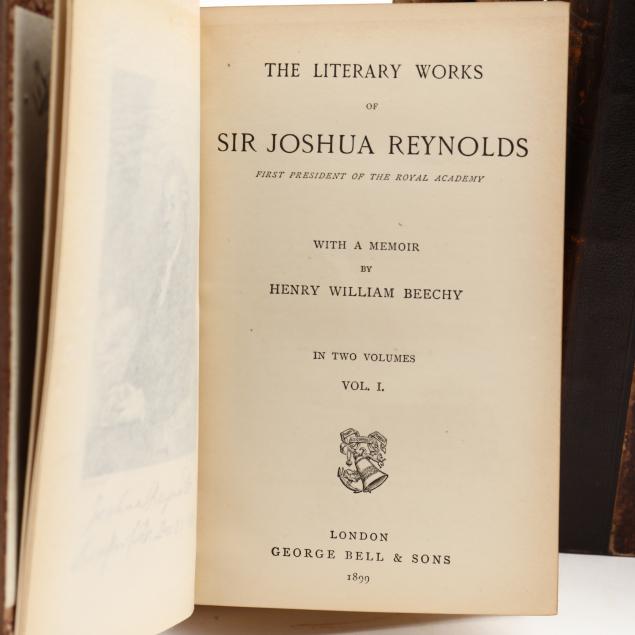 THE LITERARY WORKS
OF
SIR JOSHUA REYNOLDS
FIRST PRESIDENT OF THE ROYAL ACADEMY
WITH A MEMOIR
BY
HENRY WILLIAM BEECHY
IN TWO VOLUMES
VOL. I.
LONDON
GEORGE BELL & SONS
1899